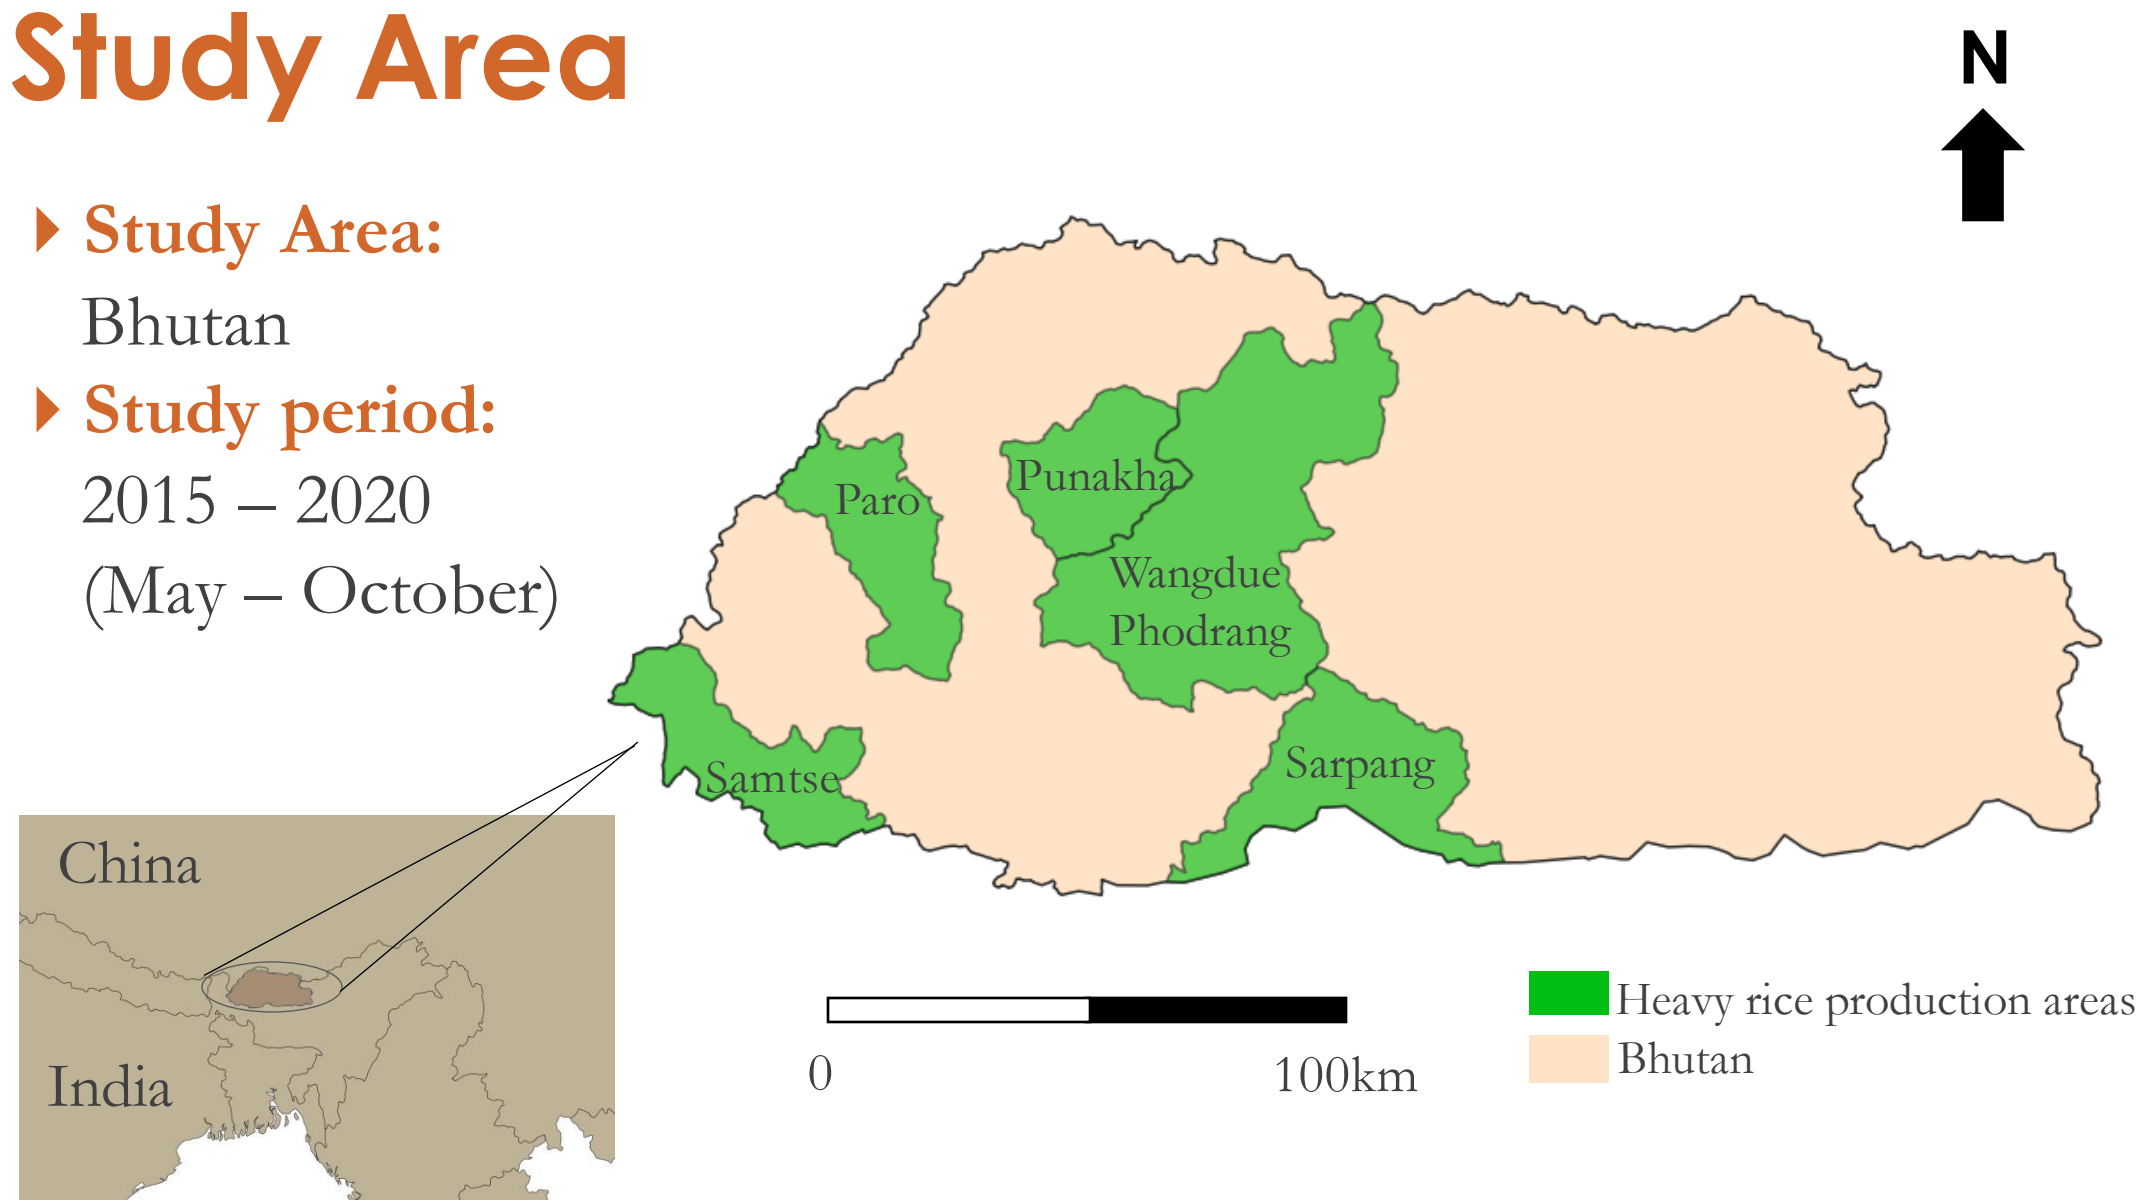 Study Area
Study Area:
Bhutan
Study period:
2015 – 2020
(May – October)
N
Paro
Punakha
Wangdue
Phodrang
Samtse
Sarpang
China
India
0
100km
Heavy rice production areas
Bhutan